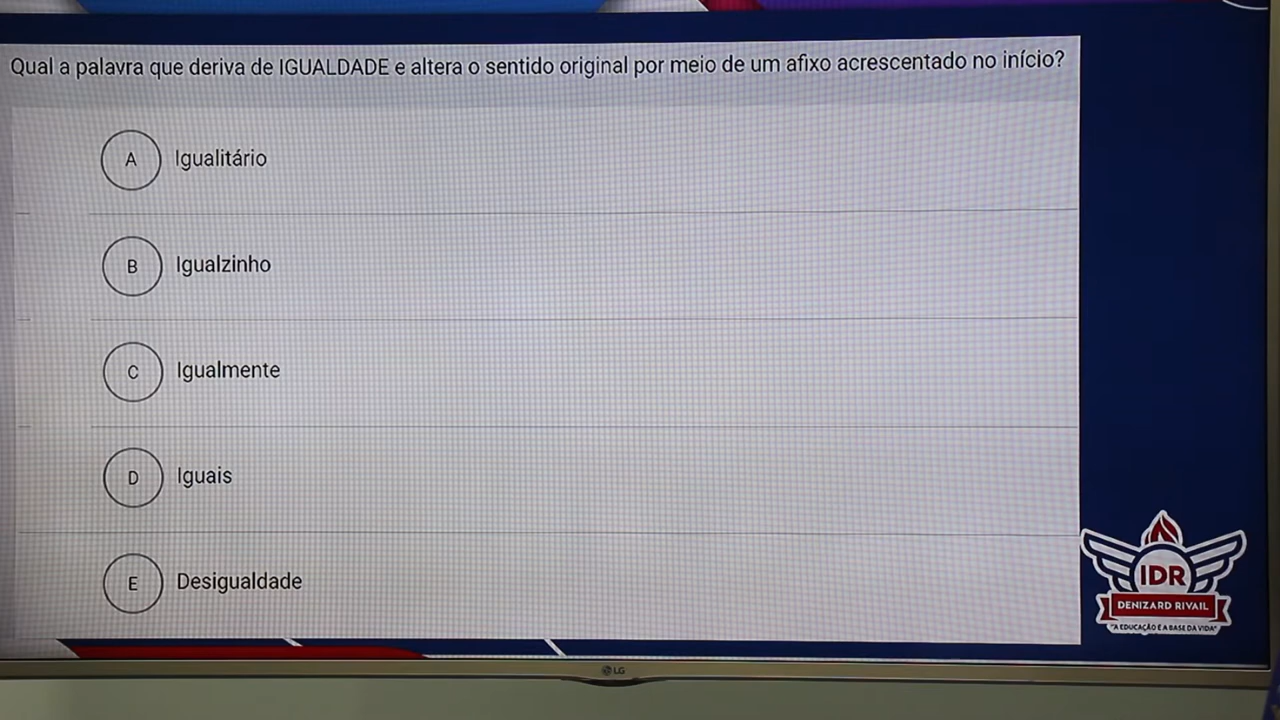 Qual a palavra que deriva de IGUALDADE e altera o sentido original por meio de um afixo acrescentado no início?
A Igualitário
B Igualzinho
C Igualmente
D Iguais
E Desigualdade
IDR
DENIZARD RIVAIL
"A EDUCAÇÃO É A BASE DA VIDA"
LG